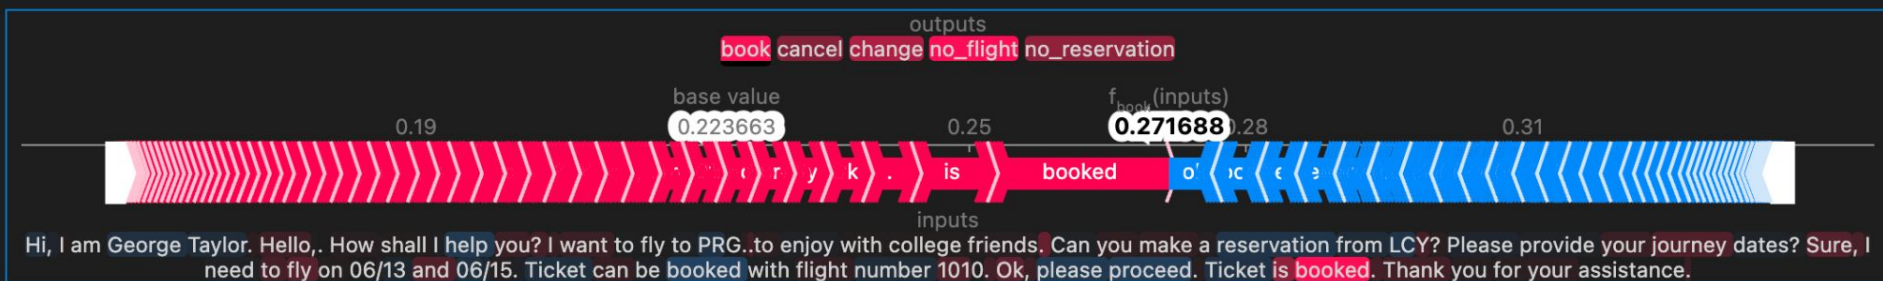 outputs
book cancel change no_flight no_reservation
base value f_book(inputs)
0.19 0.223663 0.25 0.271688 0.28 0.31
y k . is booked
inputs
Hi, I am George Taylor. Hello,. How shall I help you? I want to fly to PRG..to enjoy with college friends. Can you make a reservation from LCY? Please provide your journey dates? Sure, I
need to fly on 06/13 and 06/15. Ticket can be booked with flight number 1010. Ok, please proceed. Ticket is booked. Thank you for your assistance.